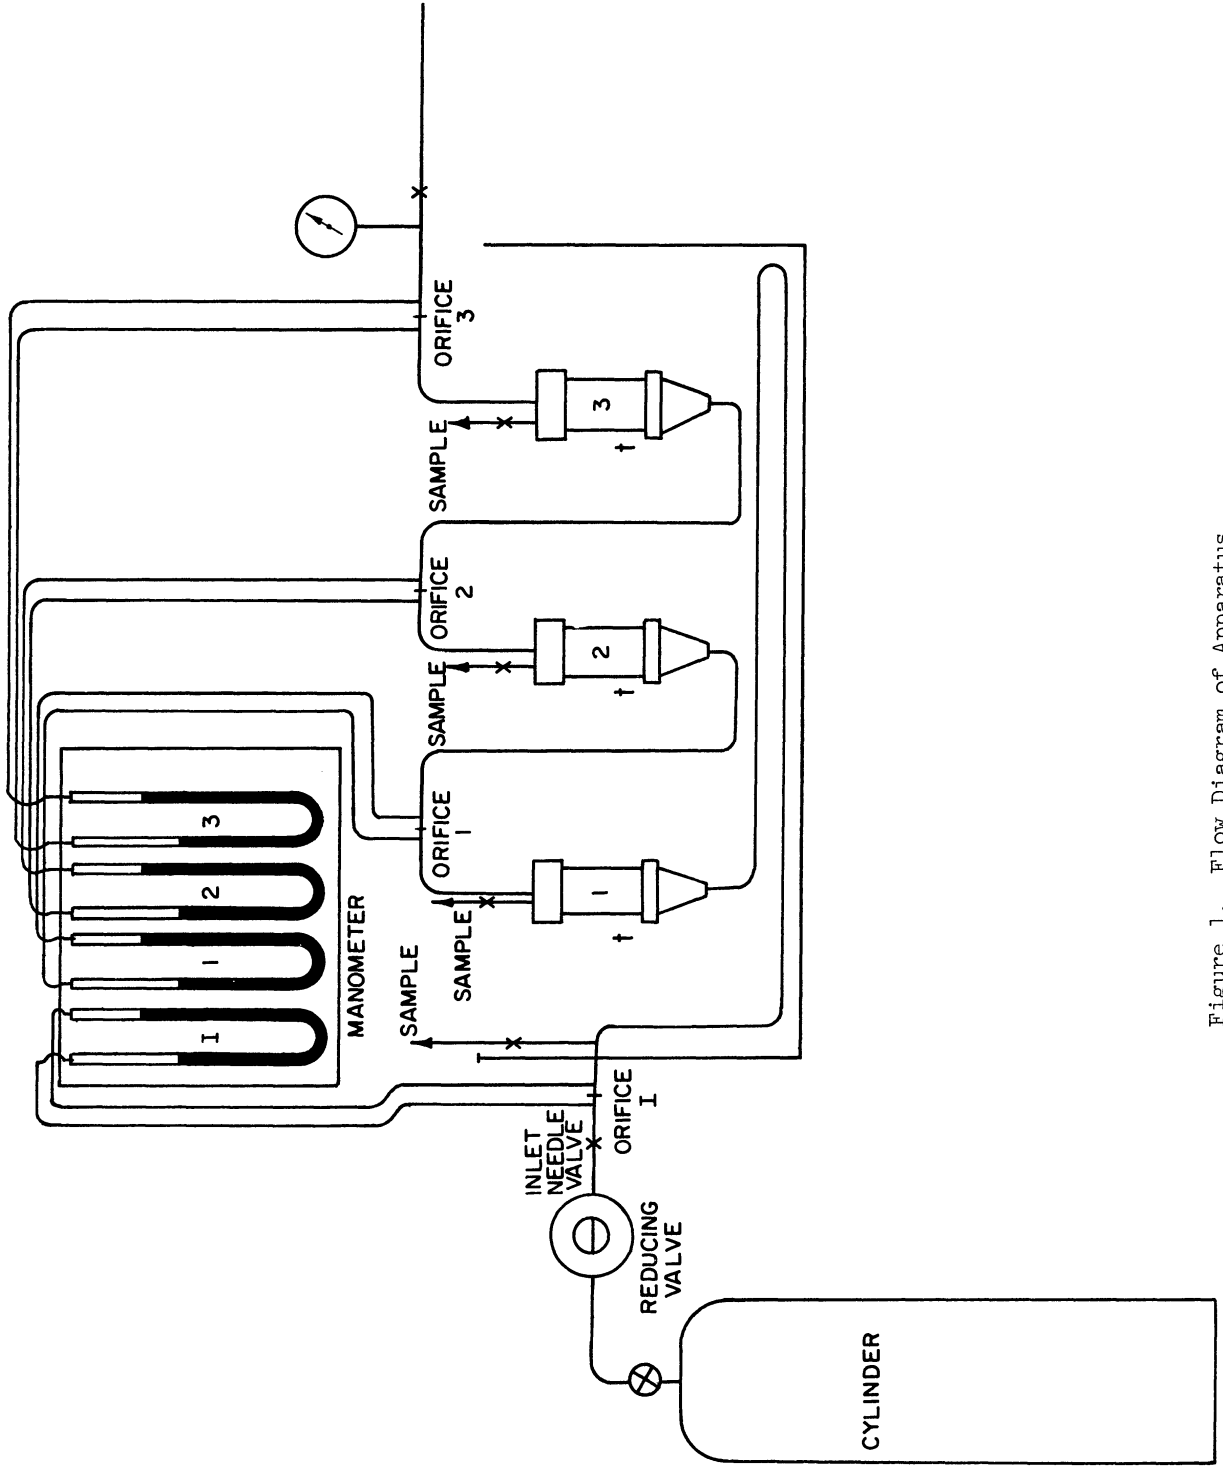 3
2
1
I
MANOMETER
ORIFICE
3
SAMPLE
3
t
ORIFICE
2
SAMPLE
2
t
ORIFICE
1
SAMPLE
1
t
SAMPLE
ORIFICE
I
INLET
NEEDLE
VALVE
REDUCING
VALVE
CYLINDER
Figure 1. Flow Diagram of Apparatus